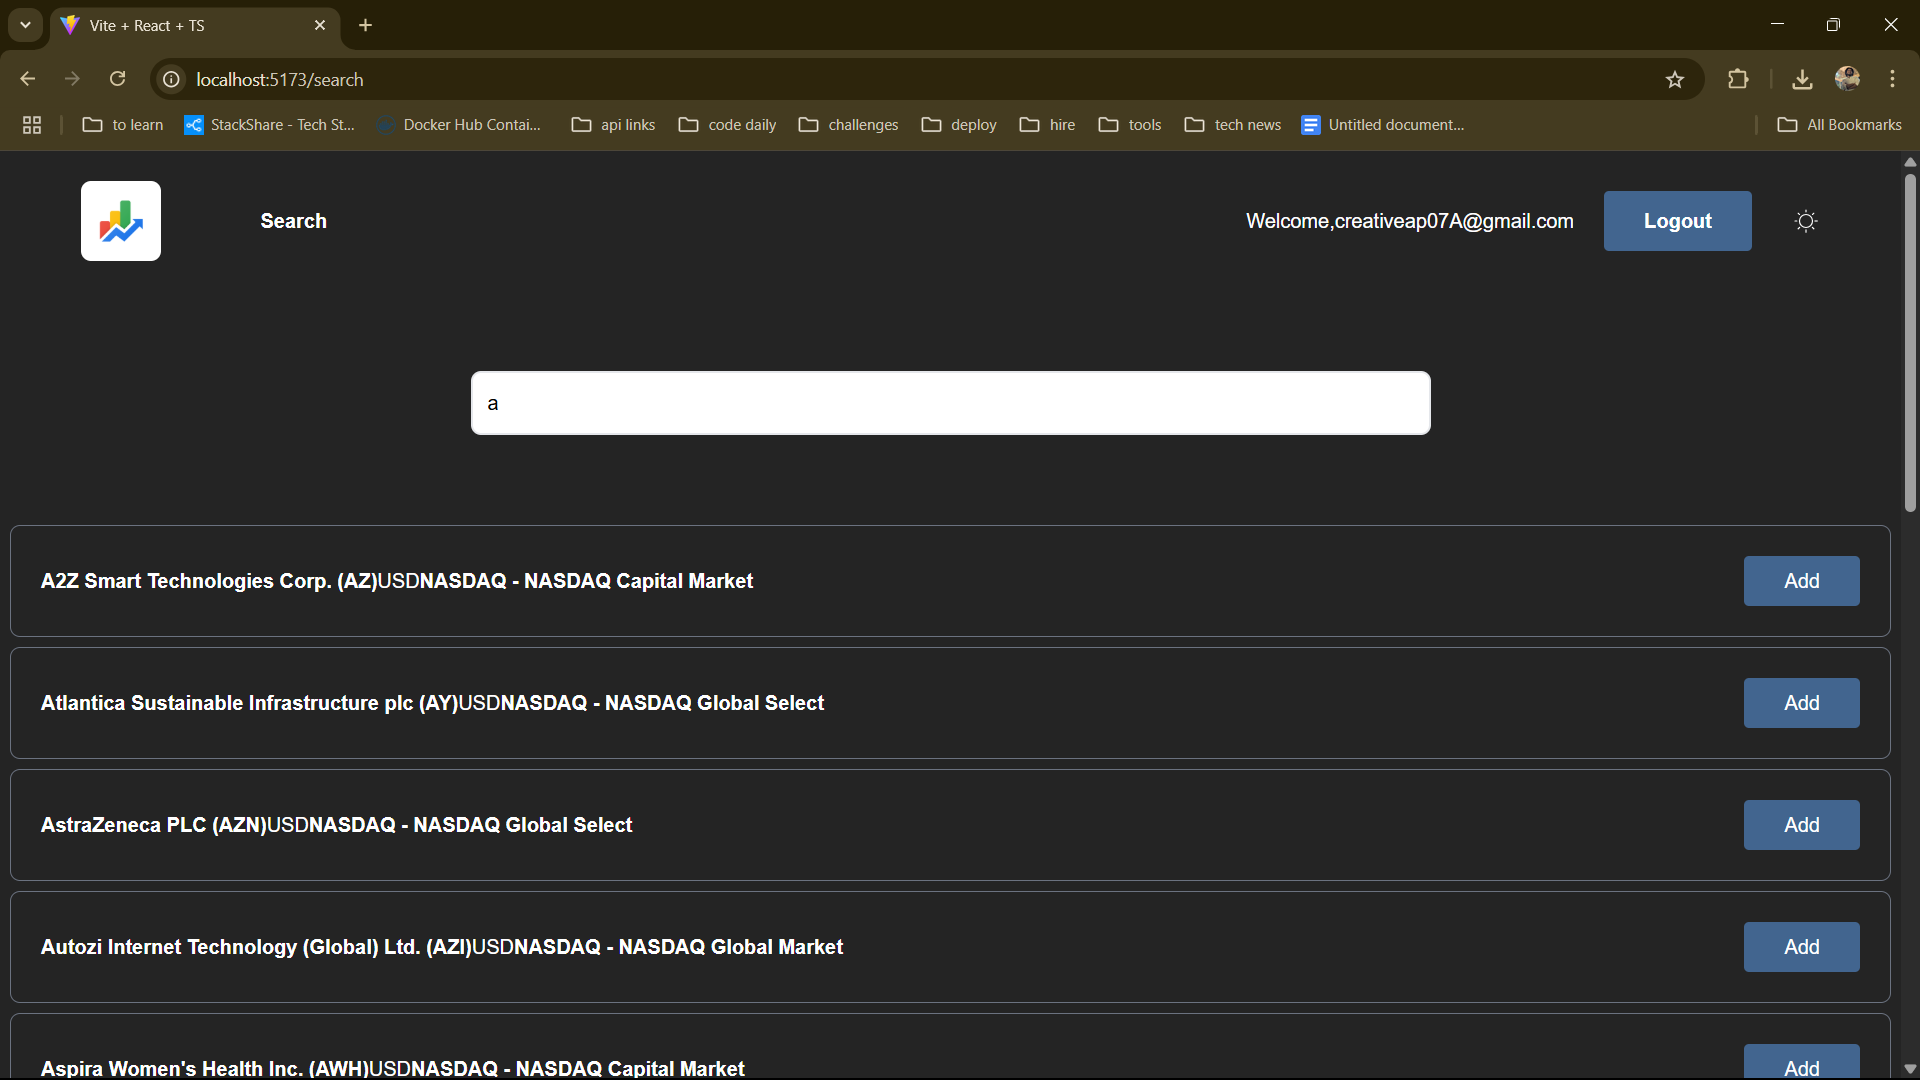 Vite + React + TS
localhost:5173/search
to learn
StackShare - Tech St...
Docker Hub Contai...
api links
code daily
challenges
deploy
hire
tools
tech news
Untitled document...
All Bookmarks
Search
Welcome,creativeap07A@gmail.com
Logout
a
A2Z Smart Technologies Corp. (AZ)USDNASDAQ - NASDAQ Capital Market
Add
Atlantica Sustainable Infrastructure plc (AY)USDNASDAQ - NASDAQ Global Select
Add
AstraZeneca PLC (AZN)USDNASDAQ - NASDAQ Global Select
Add
Autozi Internet Technology (Global) Ltd. (AZI)USDNASDAQ - NASDAQ Global Market
Add
Aspira Women's Health Inc. (AWH)USDNASDAQ - NASDAQ Capital Market
Add